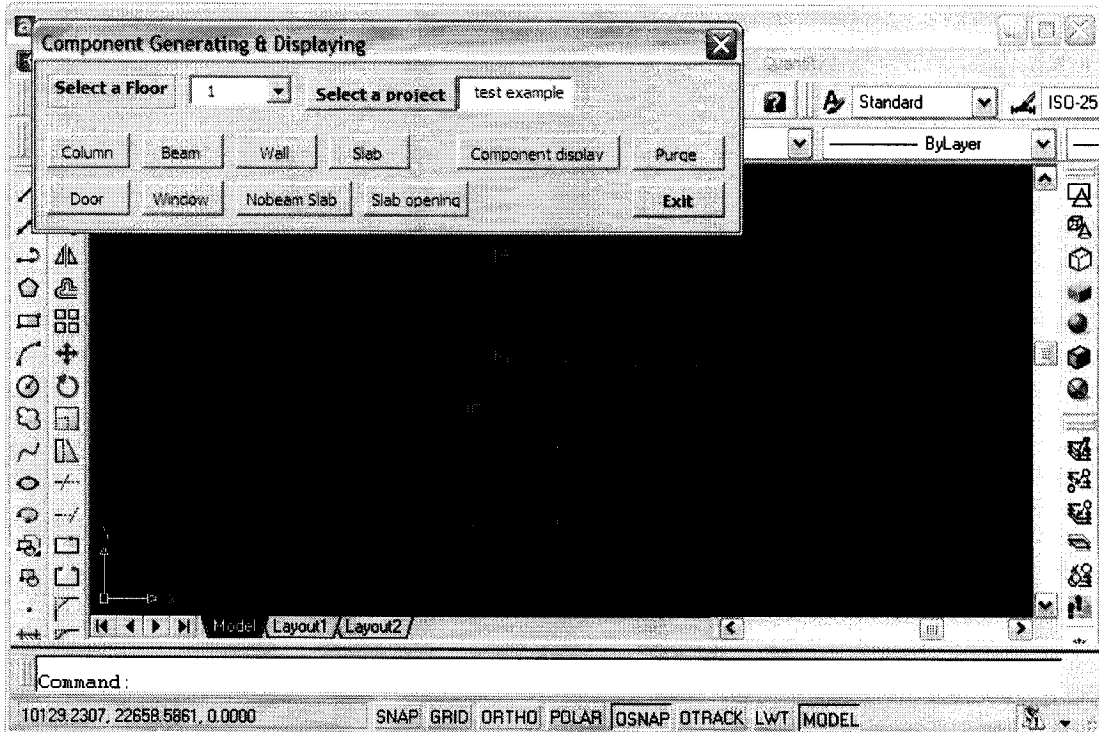 Component Generating & Displaying
Select a Floor 1 Select a project test example
Column Beam Wall Slab Component display Purge
Door Window Nobeam Slab Slab opening Exit
Standard ISO-25
ByLayer
Model Layout1 Layout2
Command:
10129.2307, 22658.5861, 0.0000 SNAP GRID ORTHO POLAR OSNAP OTRACK LWT MODEL